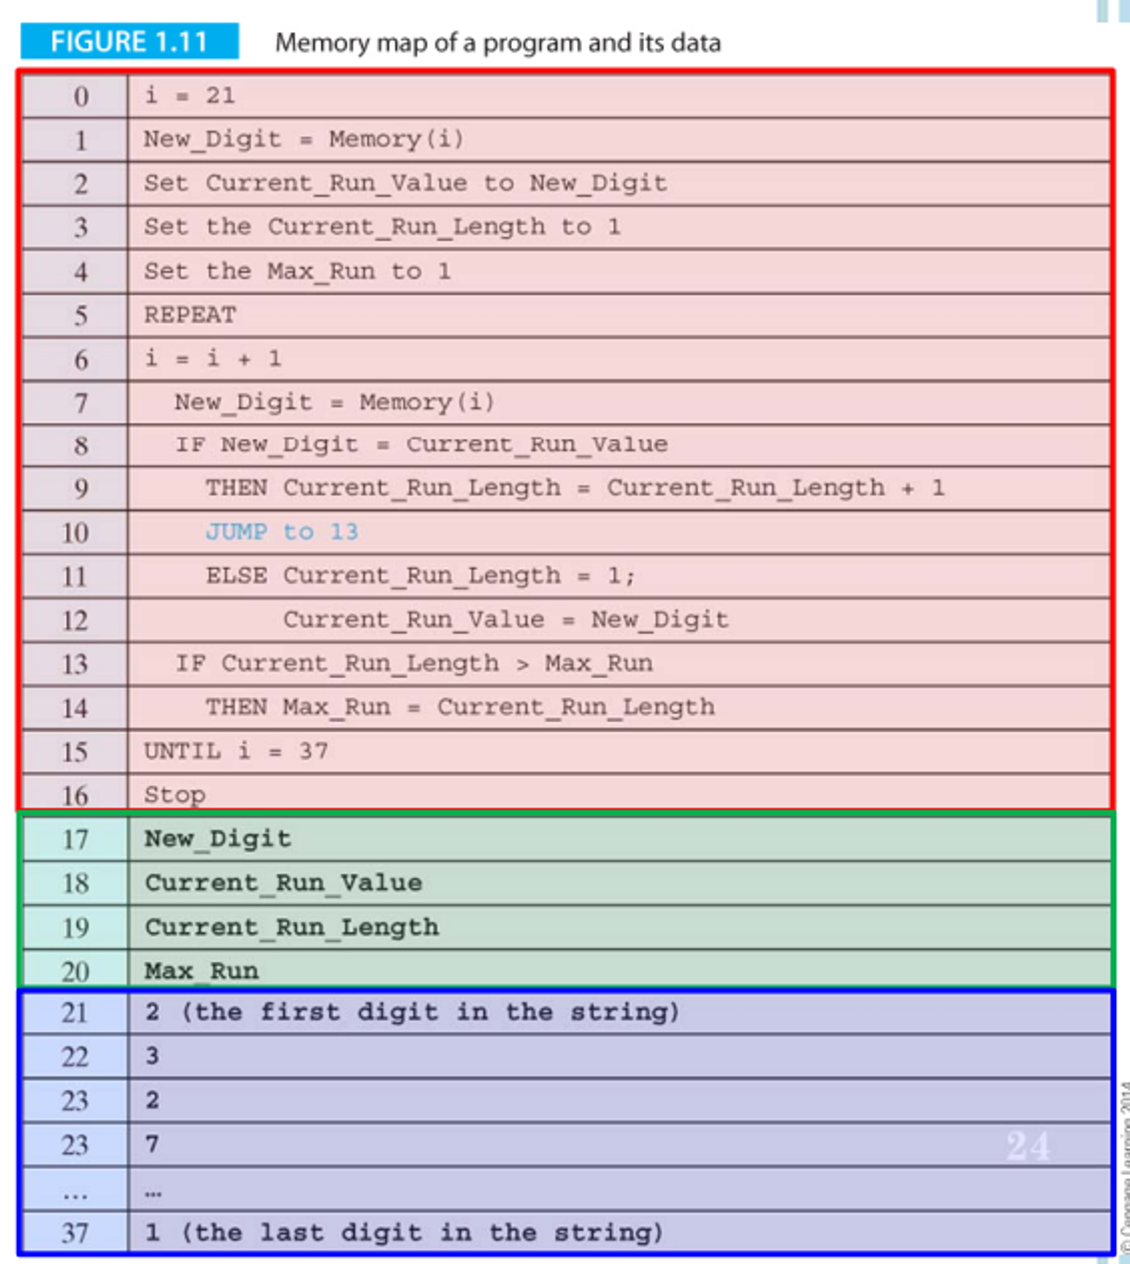 FIGURE 1.11 Memory map of a program and its data
0 i = 21
1 New_Digit = Memory(i)
2 Set Current_Run_Value to New_Digit
3 Set the Current_Run_Length to 1
4 Set the Max_Run to 1
5 REPEAT
6 i = i + 1
7 New_Digit = Memory(i)
8 IF New_Digit = Current_Run_Value
9 THEN Current_Run_Length = Current_Run_Length + 1
10 JUMP to 13
11 ELSE Current_Run_Length = 1;
12 Current_Run_Value = New_Digit
13 IF Current_Run_Length > Max_Run
14 THEN Max_Run = Current_Run_Length
15 UNTIL i = 37
16 Stop
17 New_Digit
18 Current_Run_Value
19 Current_Run_Length
20 Max_Run
21 2 (the first digit in the string)
22 3
23 2
23 7
24
... ...
37 1 (the last digit in the string)
© Cengage Learning 2014